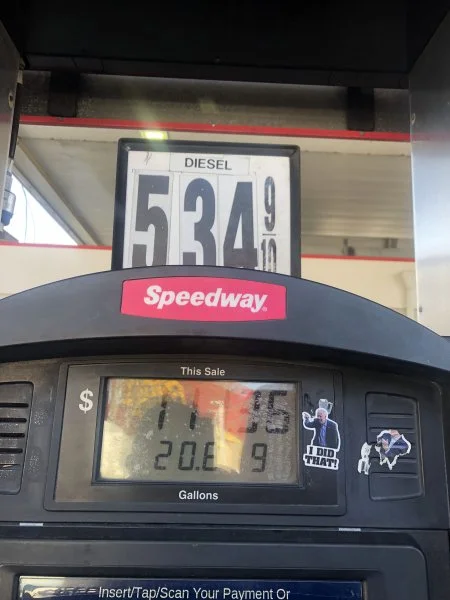 DIESEL
534 9/10
Speedway
This Sale
$
Gallons
I DID
THAT!
Insert/Tap/Scan Your Payment Or